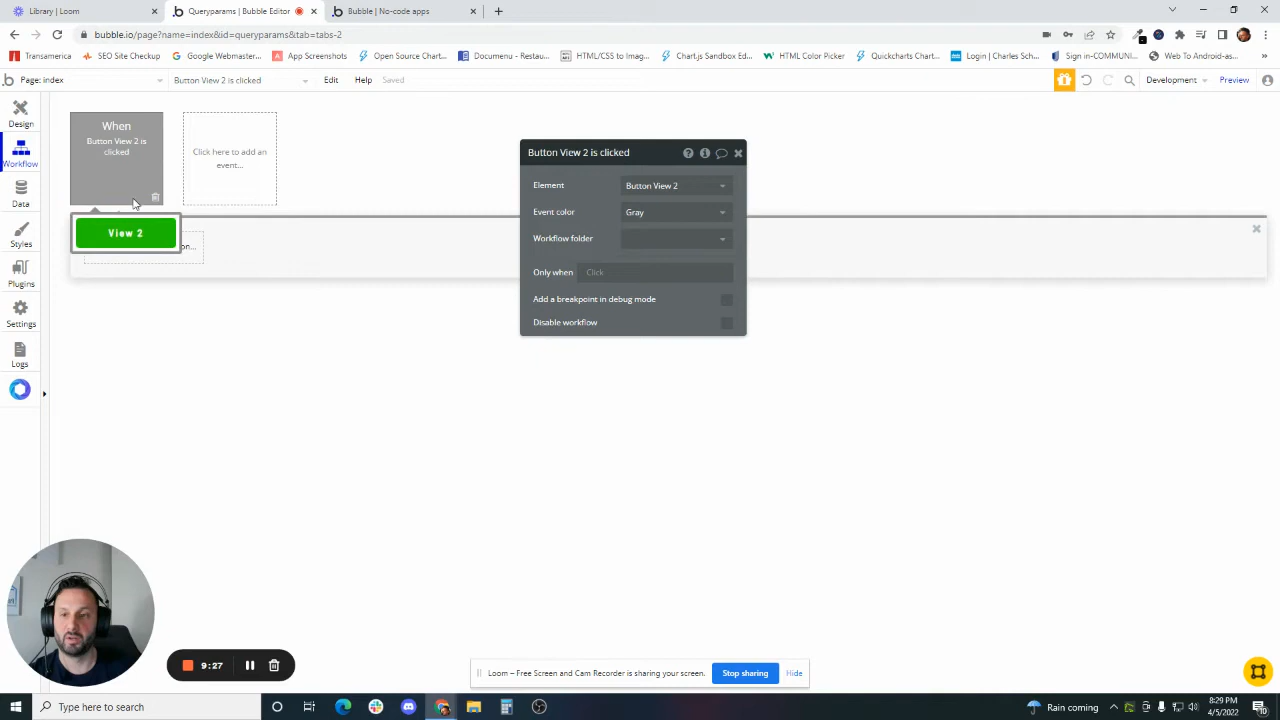 Library | Loom
Queryparams | Bubble Editor
Bubble | No-code apps
bubble.io/page?name=index&id=queryparams&tab=tabs-2
Transamerica
SEO Site Checkup
Google Webmaster...
App Screenshots
Open Source Chart...
Documenu - Restau...
HTML/CSS to Imag...
Chart.js Sandbox Ed...
HTML Color Picker
Quickcharts Chart E...
Login | Charles Sch...
Sign in-COMMUNI...
Web To Android-as...
Page: index
Button View 2 is clicked
Edit
Help
Saved
Development
Preview
Design
Workflow
Data
Styles
Plugins
Settings
Logs
When
Button View 2 is
clicked
Click here to add an
event...
View 2
on...
Button View 2 is clicked
Element
Button View 2
Event color
Gray
Workflow folder
Only when
Click
Add a breakpoint in debug mode
Disable workflow
9:27
Loom – Free Screen and Cam Recorder is sharing your screen.
Stop sharing
Hide
Type here to search
Rain coming
8:29 PM
4/5/2022
10